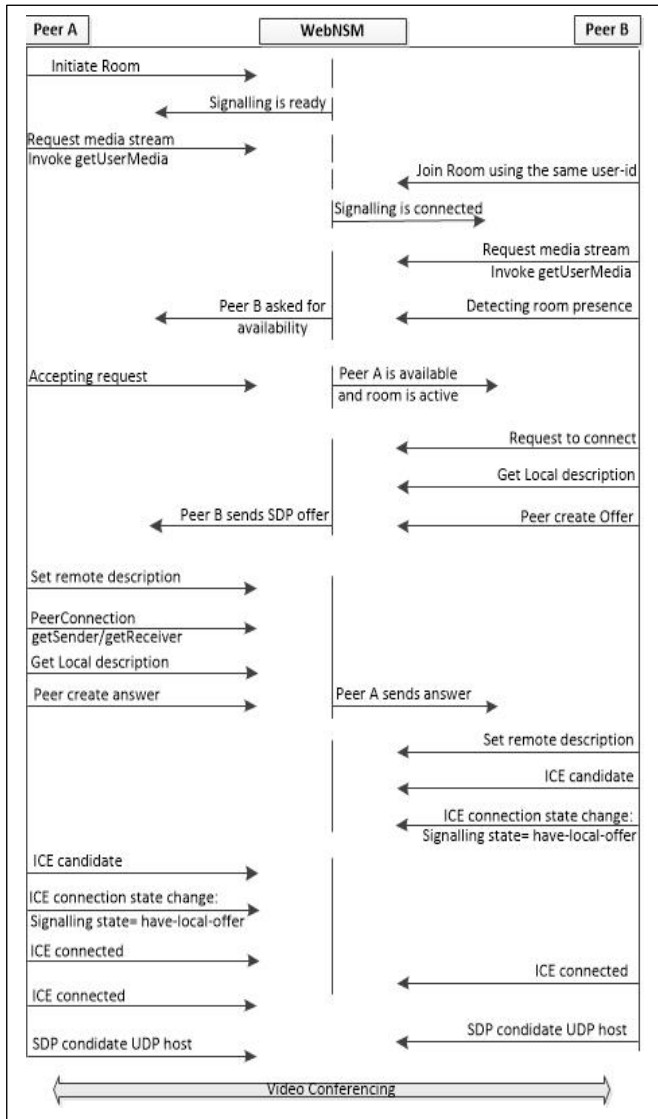 Peer A
WebNSM
Peer B
Initiate Room
Signalling is ready
Request media stream
Invoke getUserMedia
Join Room using the same user-id
Signalling is connected
Request media stream
Invoke getUserMedia
Peer B asked for
availability
Detecting room presence
Accepting request
Peer A is available
and room is active
Request to connect
Get Local description
Peer B sends SDP offer
Peer create Offer
Set remote description
PeerConnection
getSender/getReceiver
Get Local description
Peer create answer
Peer A sends answer
Set remote description
ICE candidate
ICE connection state change:
Signalling state= have-local-offer
ICE candidate
ICE connection state change:
Signalling state= have-local-offer
ICE connected
ICE connected
ICE connected
SDP candidate UDP host
SDP candidate UDP host
Video Conferencing